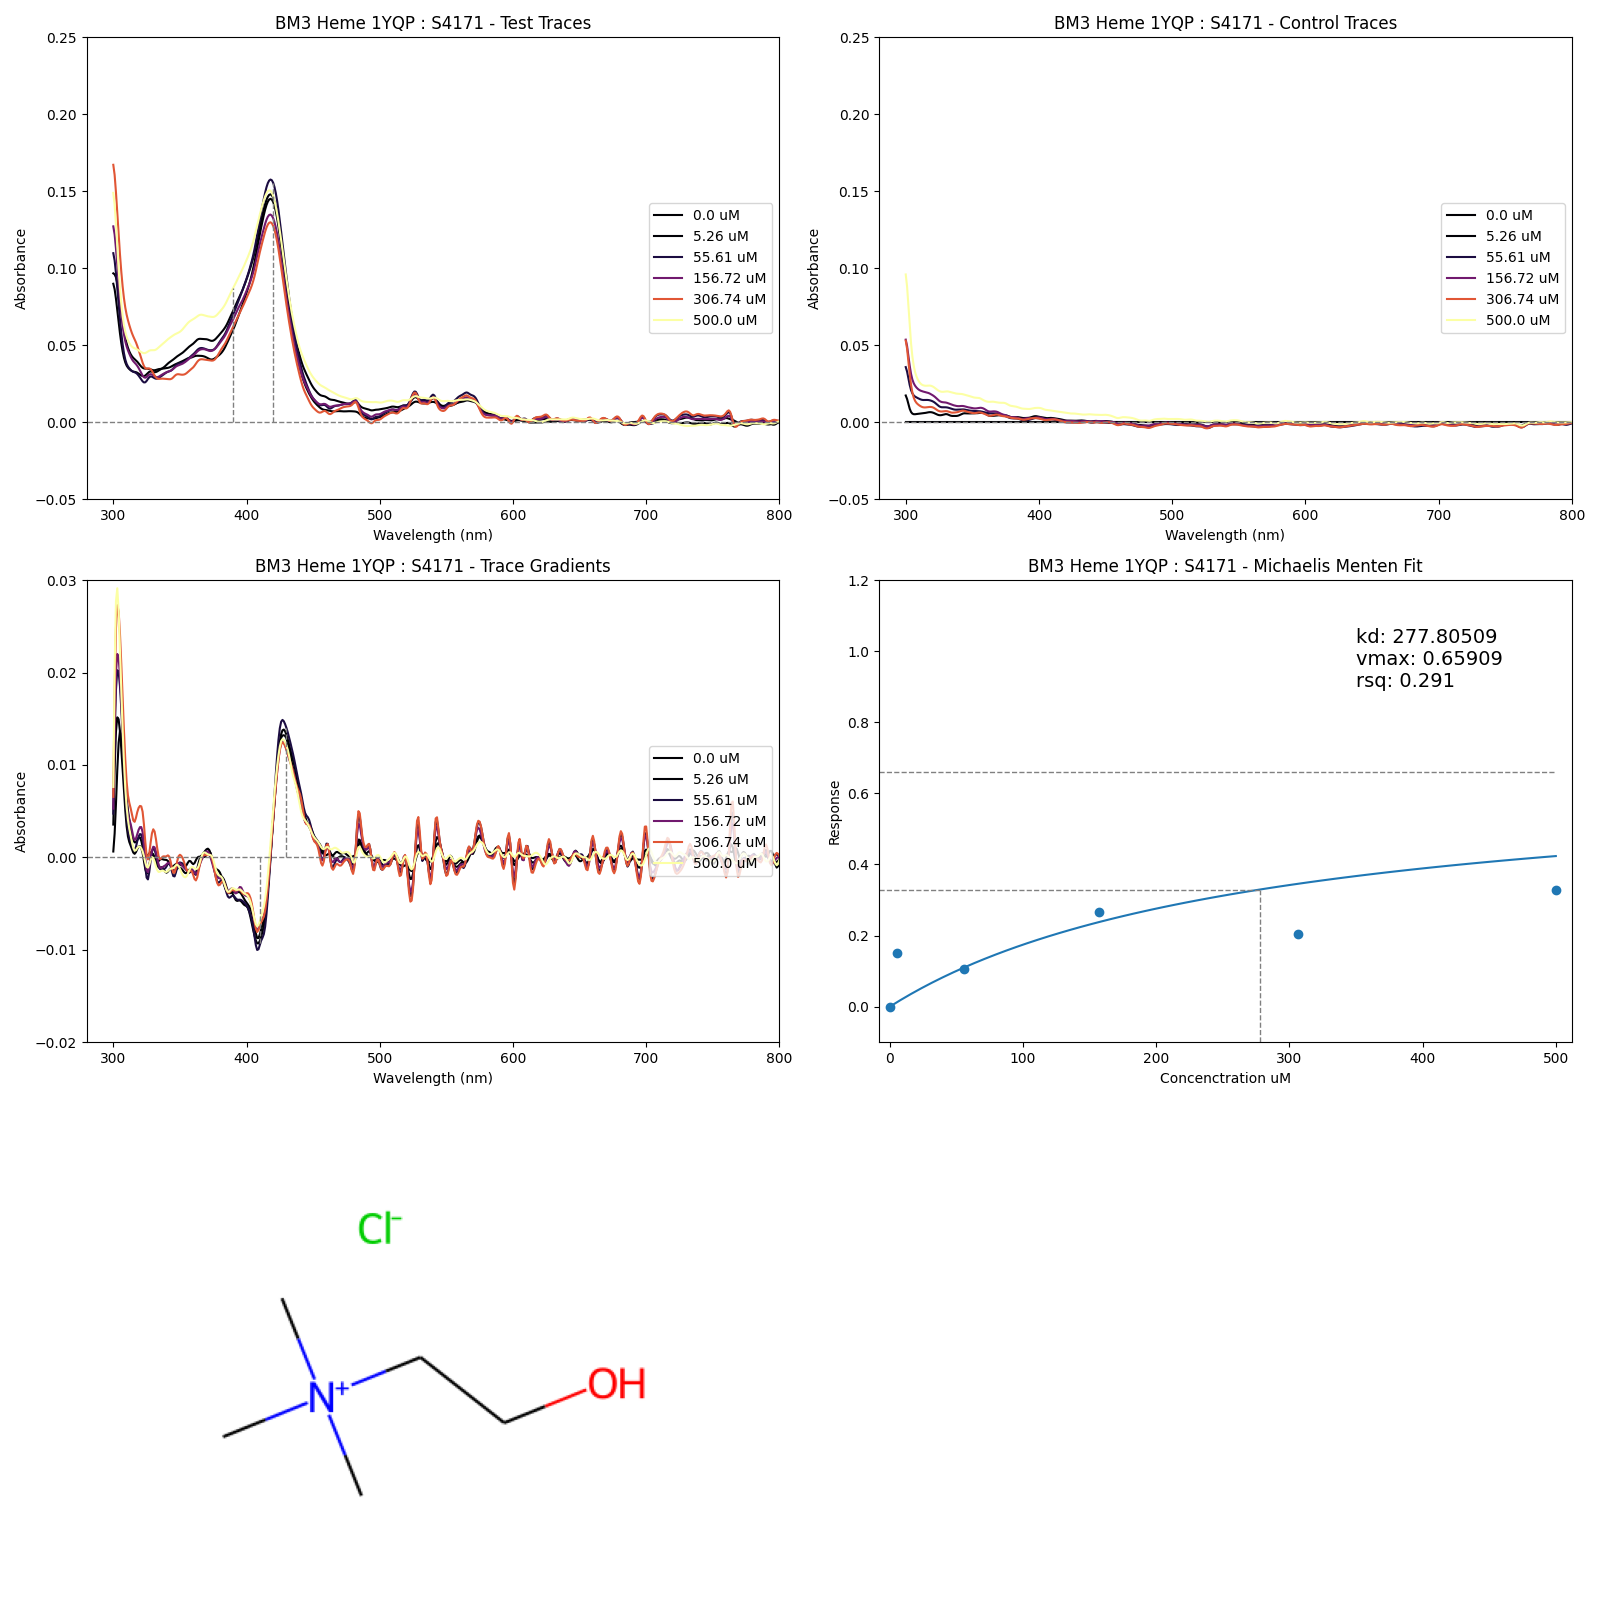 BM3 Heme 1YQP : S4171 - Test Traces
0.25
0.20
0.15
0.10
0.05
0.00
−0.05
Absorbance
0.0 uM
5.26 uM
55.61 uM
156.72 uM
306.74 uM
500.0 uM
300 400 500 600 700 800
Wavelength (nm)
BM3 Heme 1YQP : S4171 - Control Traces
0.25
0.20
0.15
0.10
0.05
0.00
−0.05
Absorbance
0.0 uM
5.26 uM
55.61 uM
156.72 uM
306.74 uM
500.0 uM
300 400 500 600 700 800
Wavelength (nm)
BM3 Heme 1YQP : S4171 - Trace Gradients
0.03
0.02
0.01
0.00
−0.01
−0.02
Absorbance
0.0 uM
5.26 uM
55.61 uM
156.72 uM
306.74 uM
500.0 uM
300 400 500 600 700 800
Wavelength (nm)
BM3 Heme 1YQP : S4171 - Michaelis Menten Fit
kd: 277.80509
vmax: 0.65909
rsq: 0.291
1.2
1.0
0.8
0.6
0.4
0.2
0.0
Response
0 100 200 300 400 500
Concenctration uM
Cl−
N+
OH